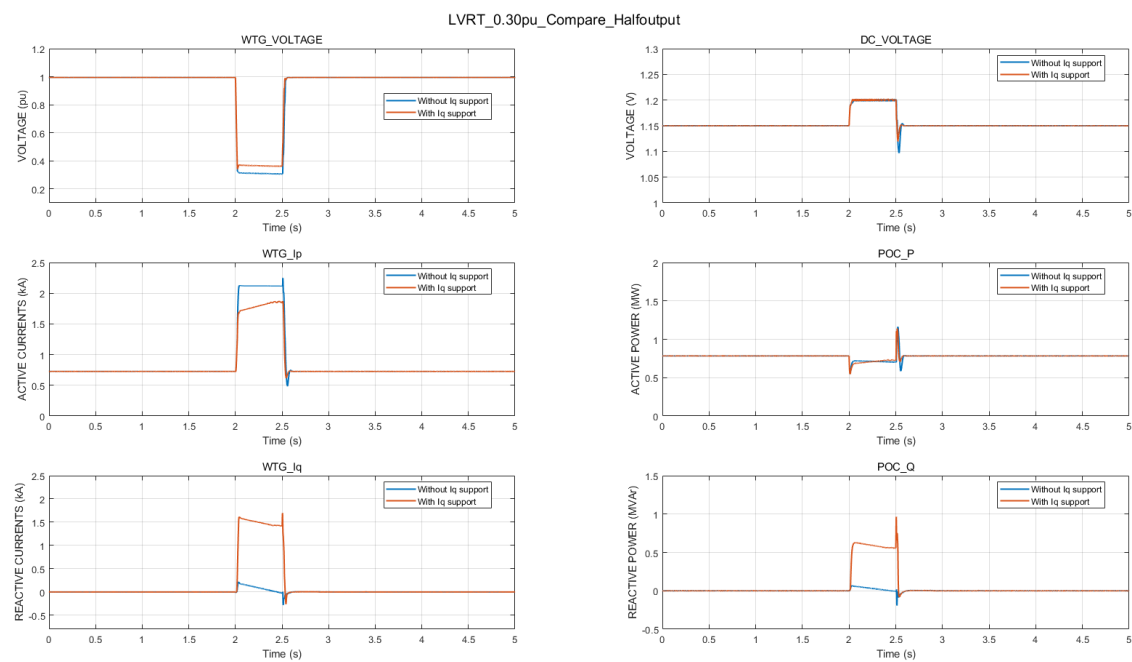 LVRT_0.30pu_Compare_Halfoutput
WTG_VOLTAGE
VOLTAGE (pu)
1.2
1
0.8
0.6
0.4
0.2
Without Iq support
With Iq support
0 0.5 1 1.5 2 2.5 3 3.5 4 4.5 5
Time (s)
DC_VOLTAGE
VOLTAGE (V)
1.3
1.25
1.2
1.15
1.1
1.05
1
Without Iq support
With Iq support
0 0.5 1 1.5 2 2.5 3 3.5 4 4.5 5
Time (s)
WTG_Ip
ACTIVE CURRENTS (kA)
2.5
2
1.5
1
0.5
0
Without Iq support
With Iq support
0 0.5 1 1.5 2 2.5 3 3.5 4 4.5 5
Time (s)
POC_P
ACTIVE POWER (MW)
2
1.5
1
0.5
0
Without Iq support
With Iq support
0 0.5 1 1.5 2 2.5 3 3.5 4 4.5 5
Time (s)
WTG_Iq
REACTIVE CURRENTS (kA)
2.5
2
1.5
1
0.5
0
-0.5
Without Iq support
With Iq support
0 0.5 1 1.5 2 2.5 3 3.5 4 4.5 5
Time (s)
POC_Q
REACTIVE POWER (MVAr)
1.5
1
0.5
0
-0.5
Without Iq support
With Iq support
0 0.5 1 1.5 2 2.5 3 3.5 4 4.5 5
Time (s)